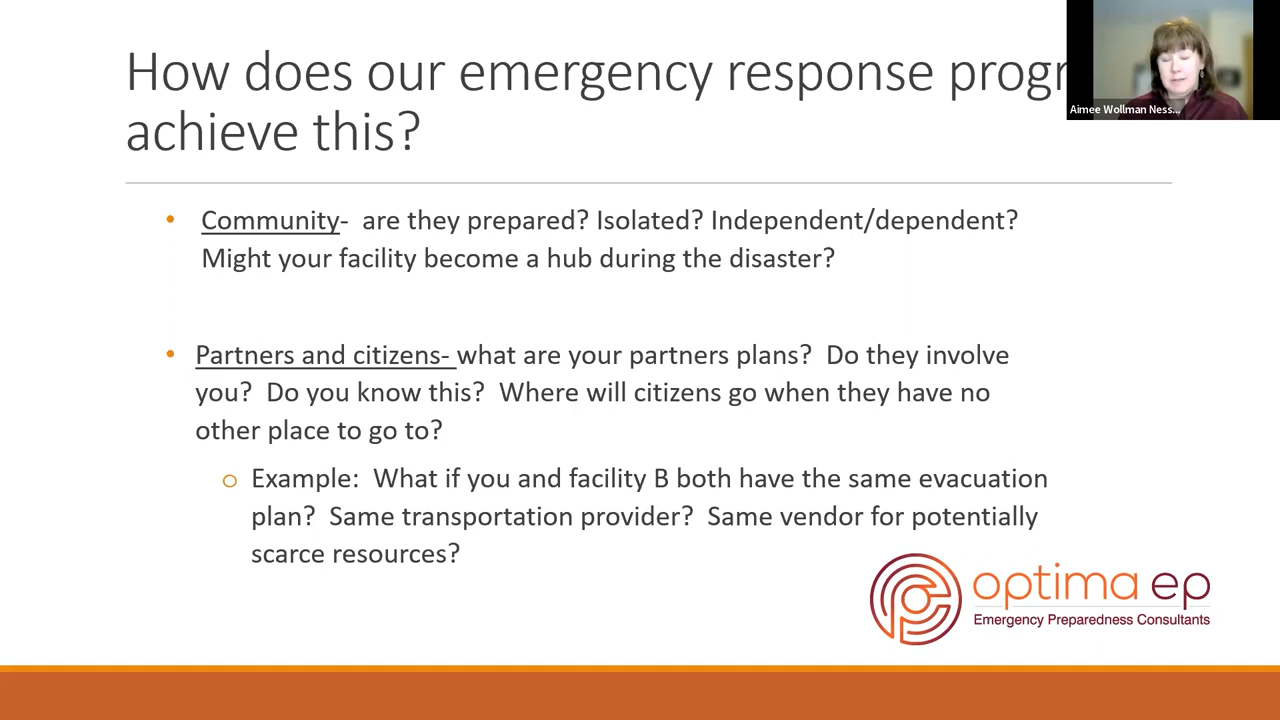 How does our emergency response progr
achieve this?
Aimee Wollman Ness...
• Community-  are they prepared? Isolated? Independent/dependent?
Might your facility become a hub during the disaster?
• Partners and citizens- what are your partners plans?  Do they involve
you?  Do you know this?  Where will citizens go when they have no
other place to go to?
o Example:  What if you and facility B both have the same evacuation
plan?  Same transportation provider?  Same vendor for potentially
scarce resources?
optima ep
Emergency Preparedness Consultants